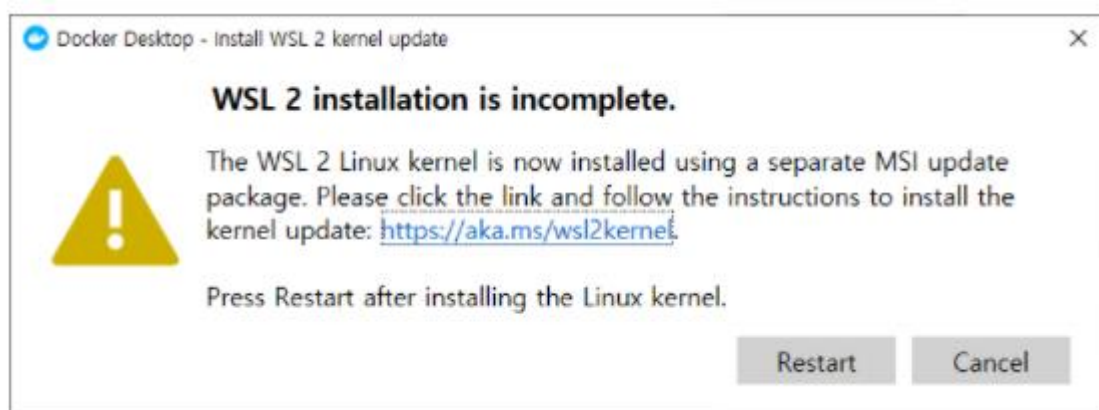 Docker Desktop - Install WSL 2 kernel update
WSL 2 installation is incomplete.
The WSL 2 Linux kernel is now installed using a separate MSI update
package. Please click the link and follow the instructions to install the
kernel update: https://aka.ms/wsl2kernel.
Press Restart after installing the Linux kernel.
Restart Cancel